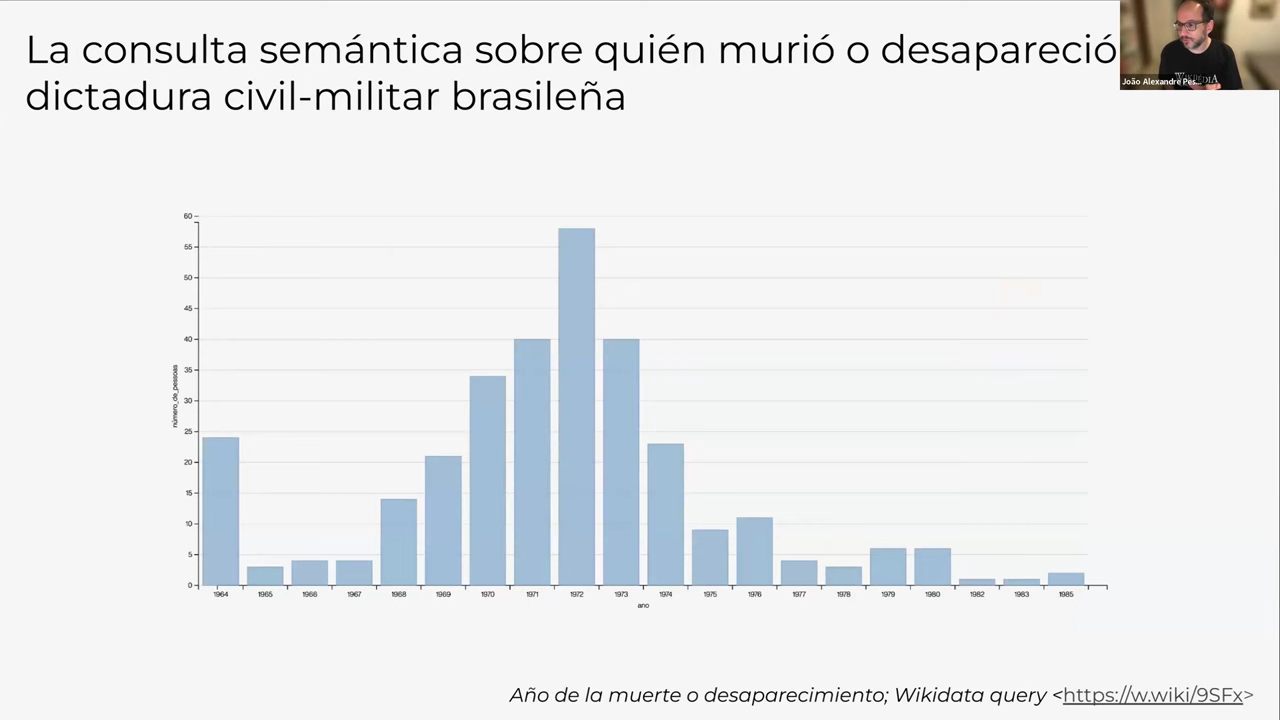 La consulta semántica sobre quién murió o desapareció
dictadura civil-militar brasileña
João Alexandre Pes...
WIKIPEDIA
60
55
50
45
40
35
30
25
20
15
10
5
0
número_de_pessoas
1964 1965 1966 1967 1968 1969 1970 1971 1972 1973 1974 1975 1976 1977 1978 1979 1980 1982 1983 1985
ano
Año de la muerte o desaparecimiento; Wikidata query <https://w.wiki/9SFx>